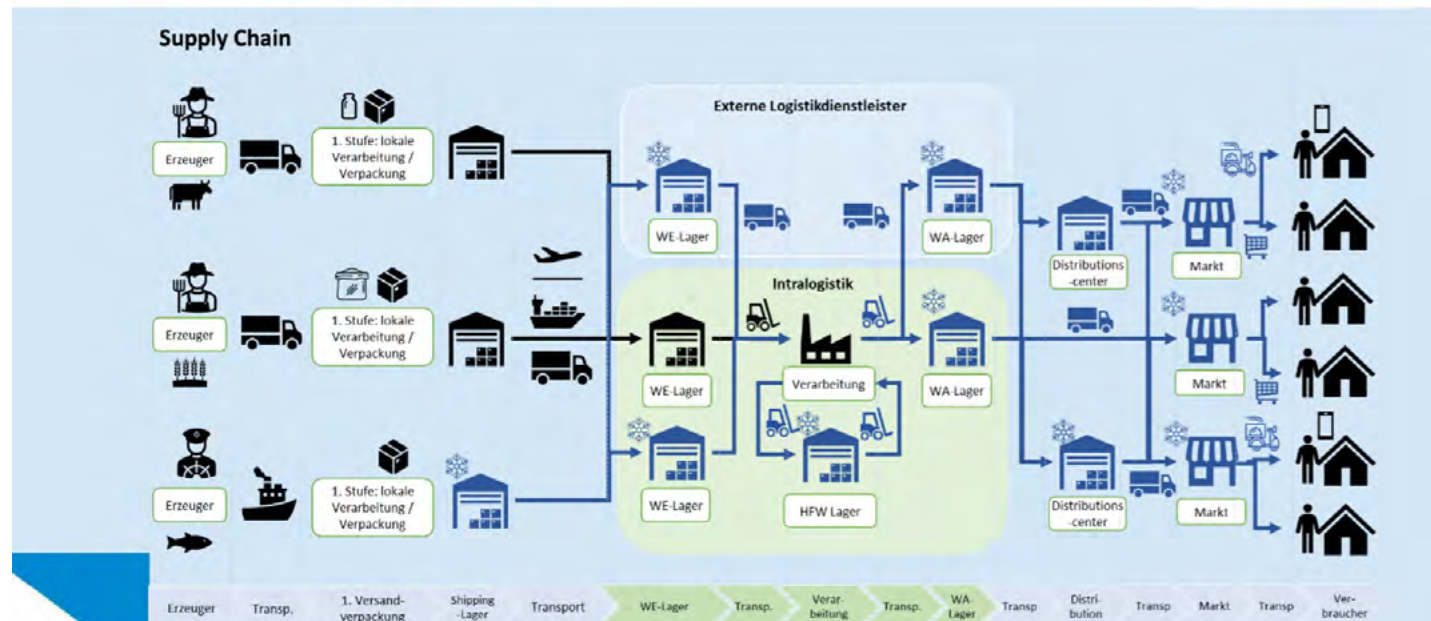 Supply Chain
Externe Logistikdienstleister
Erzeuger
1. Stufe: lokale
Verarbeitung /
Verpackung
WE-Lager
WA-Lager
Distributions
-center
Markt
Intralogistik
Erzeuger
1. Stufe: lokale
Verarbeitung /
Verpackung
WE-Lager
Verarbeitung
WA-Lager
Markt
Erzeuger
1. Stufe: lokale
Verarbeitung /
Verpackung
WE-Lager
HFW Lager
Distributions
-center
Markt
Erzeuger
Transp.
1. Versand-
verpackung
Shipping
-Lager
Transport
WE-Lager
Transp.
Verar-
beitung
Transp.
WA-
Lager
Transp
Distri-
bution
Transp
Markt
Transp
Ver-
braucher